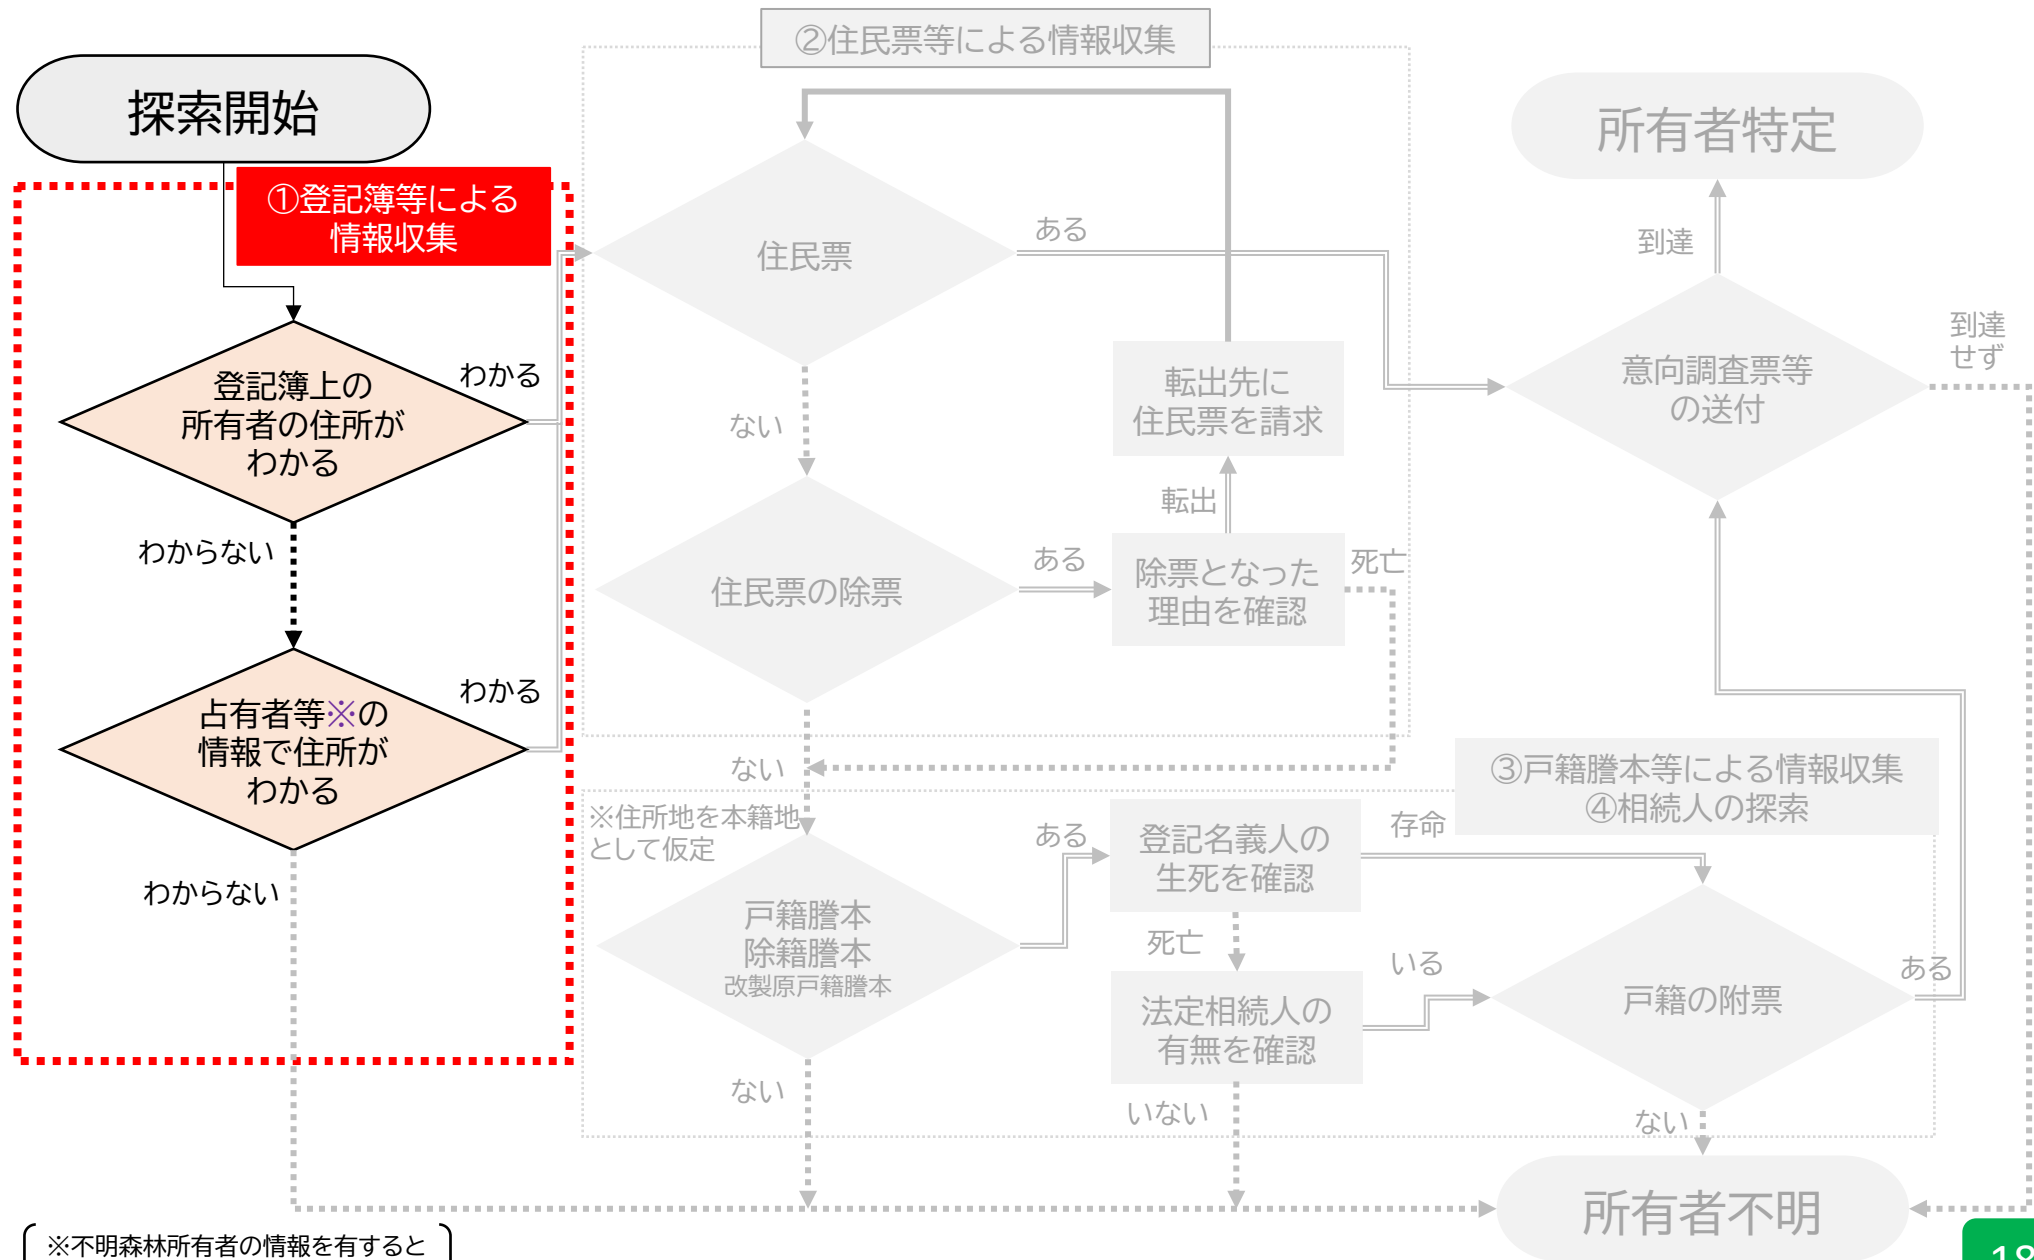 ②住民票等による情報収集
探索開始
所有者特定
①登記簿等による
情報収集
住民票
ある
到達
到達
せず
登記簿上の
所有者の住所が
わかる
わかる
転出先に
住民票を請求
意向調査票等
の送付
ない
転出
わからない
住民票の除票
ある
除票となった
理由を確認
死亡
占有者等※の
情報で住所が
わかる
わかる
ない
③戸籍謄本等による情報収集
④相続人の探索
※住所地を本籍地
として仮定
ある
登記名義人の
生死を確認
存命
わからない
戸籍謄本
除籍謄本
改製原戸籍謄本
死亡
いる
ある
法定相続人の
有無を確認
戸籍の附票
ない
いない
ない
所有者不明
※不明森林所有者の情報を有すると
18